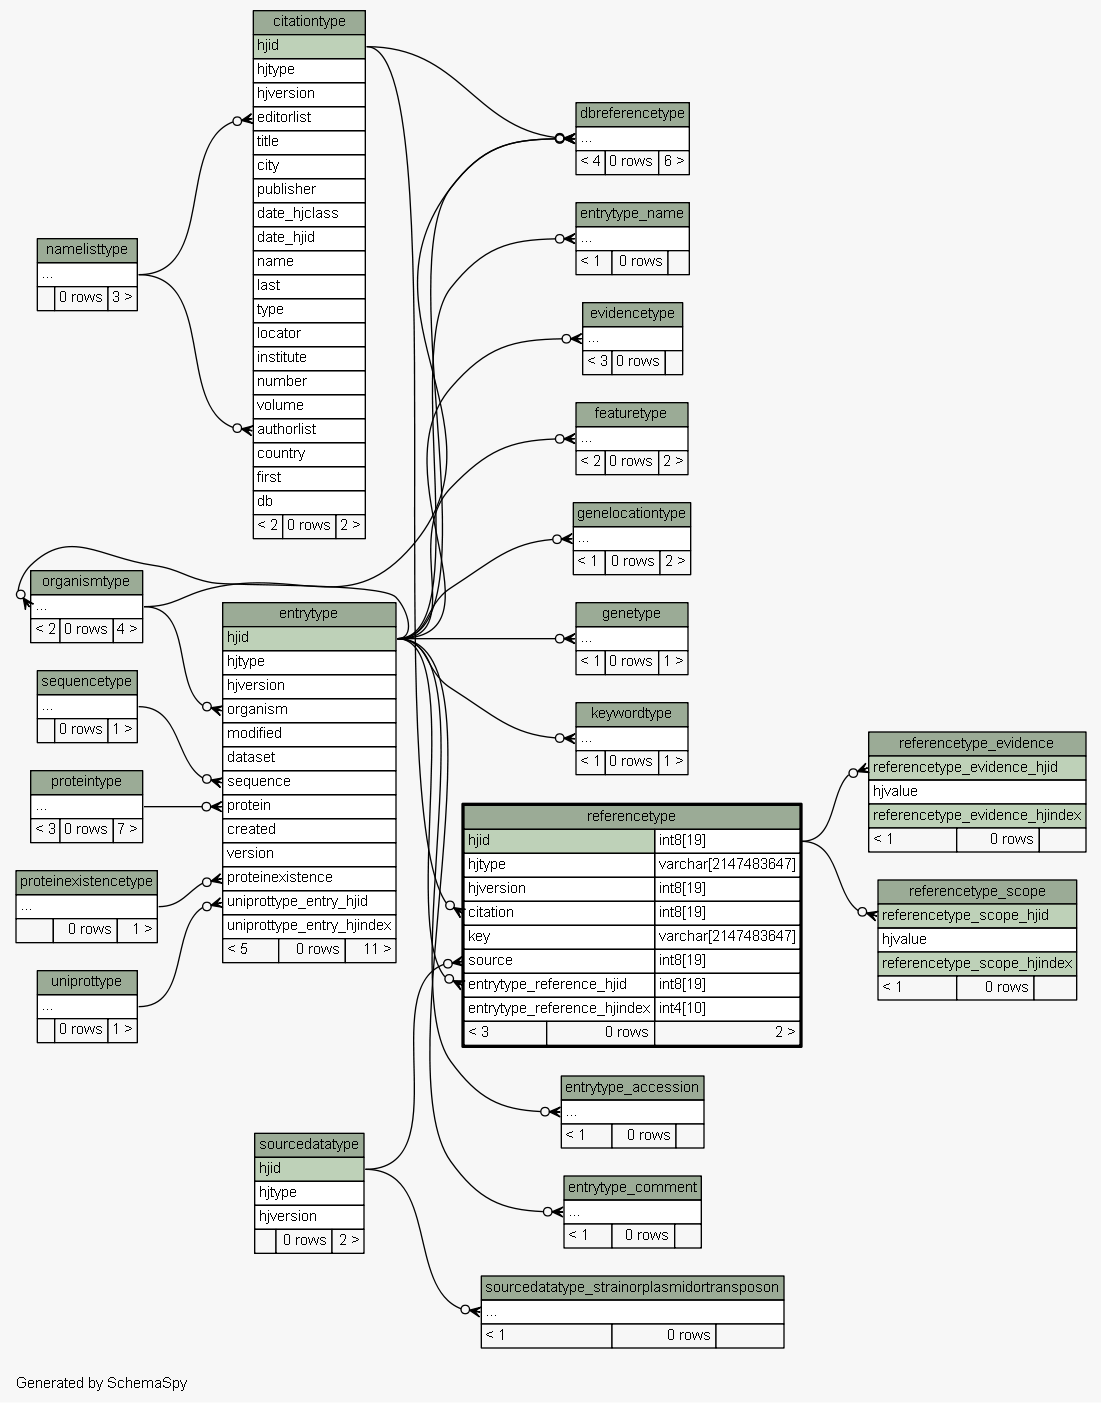 citationtype
hjid
hjtype
hjversion
editorlist
title
city
publisher
date_hjclass
date_hjid
name
last
type
locator
institute
number
volume
authorlist
country
first
db
< 2 0 rows 2 >
dbreferencetype
...
< 4 0 rows 6 >
entrytype_name
...
< 1 0 rows
namelisttype
...
0 rows 3 >
evidencetype
...
< 3 0 rows
featuretype
...
< 2 0 rows 2 >
genelocationtype
...
< 1 0 rows 2 >
organismtype
...
< 2 0 rows 4 >
entrytype
hjid
hjtype
hjversion
organism
modified
dataset
sequence
protein
created
version
proteinexistence
uniprottype_entry_hjid
uniprottype_entry_hjindex
< 5 0 rows 11 >
genetype
...
< 1 0 rows 1 >
sequencetype
...
0 rows 1 >
keywordtype
...
< 1 0 rows 1 >
proteintype
...
< 3 0 rows 7 >
proteinexistencetype
...
0 rows 1 >
uniprottype
...
0 rows 1 >
referencetype
hjid int8[19]
hjtype varchar[2147483647]
hjversion int8[19]
citation int8[19]
key varchar[2147483647]
source int8[19]
entrytype_reference_hjid int8[19]
entrytype_reference_hjindex int4[10]
< 3 0 rows 2 >
referencetype_evidence
referencetype_evidence_hjid
hjvalue
referencetype_evidence_hjindex
< 1 0 rows
referencetype_scope
referencetype_scope_hjid
hjvalue
referencetype_scope_hjindex
< 1 0 rows
entrytype_accession
...
< 1 0 rows
sourcedatatype
hjid
hjtype
hjversion
0 rows 2 >
entrytype_comment
...
< 1 0 rows
sourcedatatype_strainorplasmidortransposon
...
< 1 0 rows
Generated by SchemaSpy